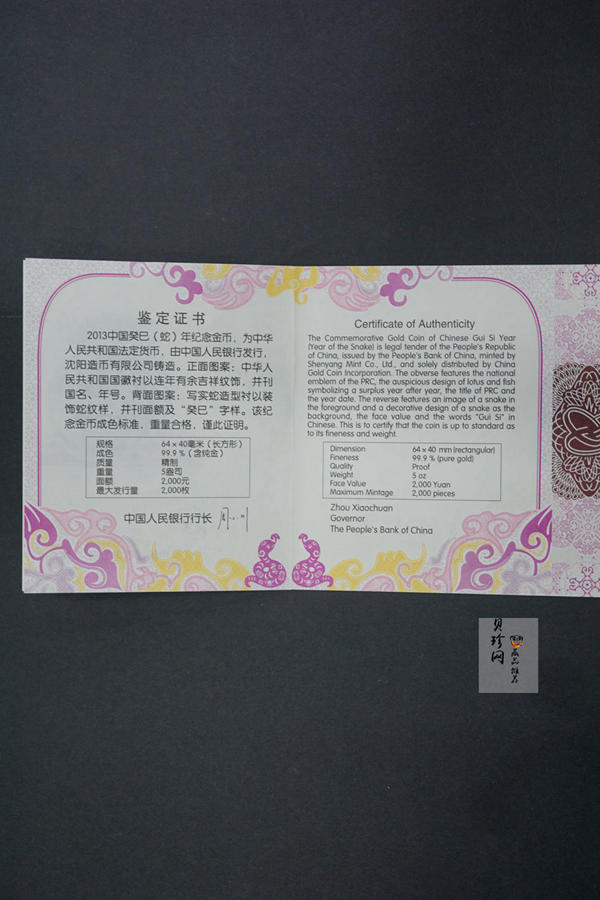 鉴定证书
2013中国癸巳（蛇）年纪念金币，为中华
人民共和国法定货币，由中国人民银行发行，
沈阳造币有限公司铸造。正面图案：中华人
民共和国国徽衬以连年有余吉祥纹饰，并刊
国名、年号。背面图案：写实蛇造型衬以装
饰蛇纹样，并刊面额及“癸巳”字样。该纪
念金币成色标准，重量合格，谨此证明。
规格 64×40毫米（长方形）
成色 99.9％（含纯金）
质量 精制
重量 5盎司
面额 2,000元
最大发行量 2,000枚
中国人民银行行长
Certificate of Authenticity
The Commemorative Gold Coin of Chinese Gui Si Year
(Year of the Snake) is legal tender of the People's Republic
of China, issued by the People's Bank of China, minted by
Shenyang Mint Co., Ltd., and solely distributed by China
Gold Coin Incorporation. The obverse features the national
emblem of the PRC, the auspicious design of lotus and fish
symbolizing a surplus year after year, the title of PRC and
the year date. The reverse features an image of a snake in
the foreground and a decorative design of a snake as the
background, the face value and the words "Gui Si" in
Chinese. This is to certify that the coin is up to standard as
to its fineness and weight.
Dimension 64×40 mm (rectangular)
Fineness 99.9 % (pure gold)
Quality Proof
Weight 5 oz
Face Value 2,000 Yuan
Maximum Mintage 2,000 pieces
Zhou Xiaochuan
Governor
The People's Bank of China
贝珍网
藏品推荐